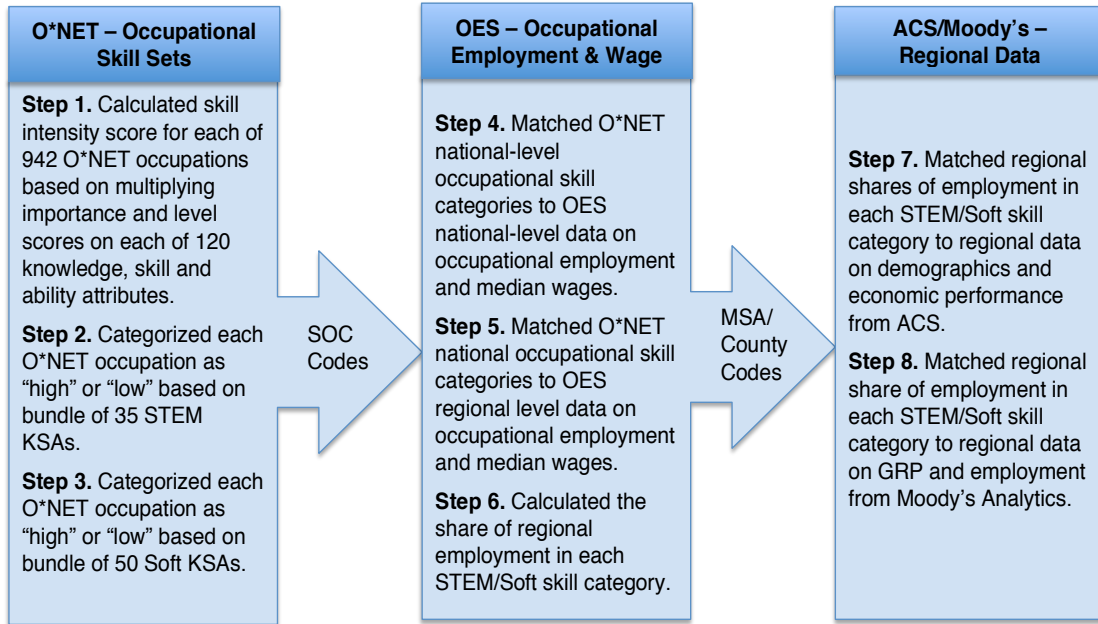 O*NET – Occupational
Skill Sets
Step 1. Calculated skill
intensity score for each of
942 O*NET occupations
based on multiplying
importance and level
scores on each of 120
knowledge, skill and
ability attributes.
Step 2. Categorized each
O*NET occupation as
“high” or “low” based on
bundle of 35 STEM
KSAs.
Step 3. Categorized each
O*NET occupation as
“high” or “low” based on
bundle of 50 Soft KSAs.
SOC
Codes
OES – Occupational
Employment & Wage
Step 4. Matched O*NET
national-level
occupational skill
categories to OES
national-level data on
occupational employment
and median wages.
Step 5. Matched O*NET
national occupational skill
categories to OES
regional level data on
occupational employment
and median wages.
Step 6. Calculated the
share of regional
employment in each
STEM/Soft skill category.
MSA/
County
Codes
ACS/Moody’s –
Regional Data
Step 7. Matched regional
shares of employment in
each STEM/Soft skill
category to regional data
on demographics and
economic performance
from ACS.
Step 8. Matched regional
share of employment in
each STEM/Soft skill
category to regional data
on GRP and employment
from Moody’s Analytics.